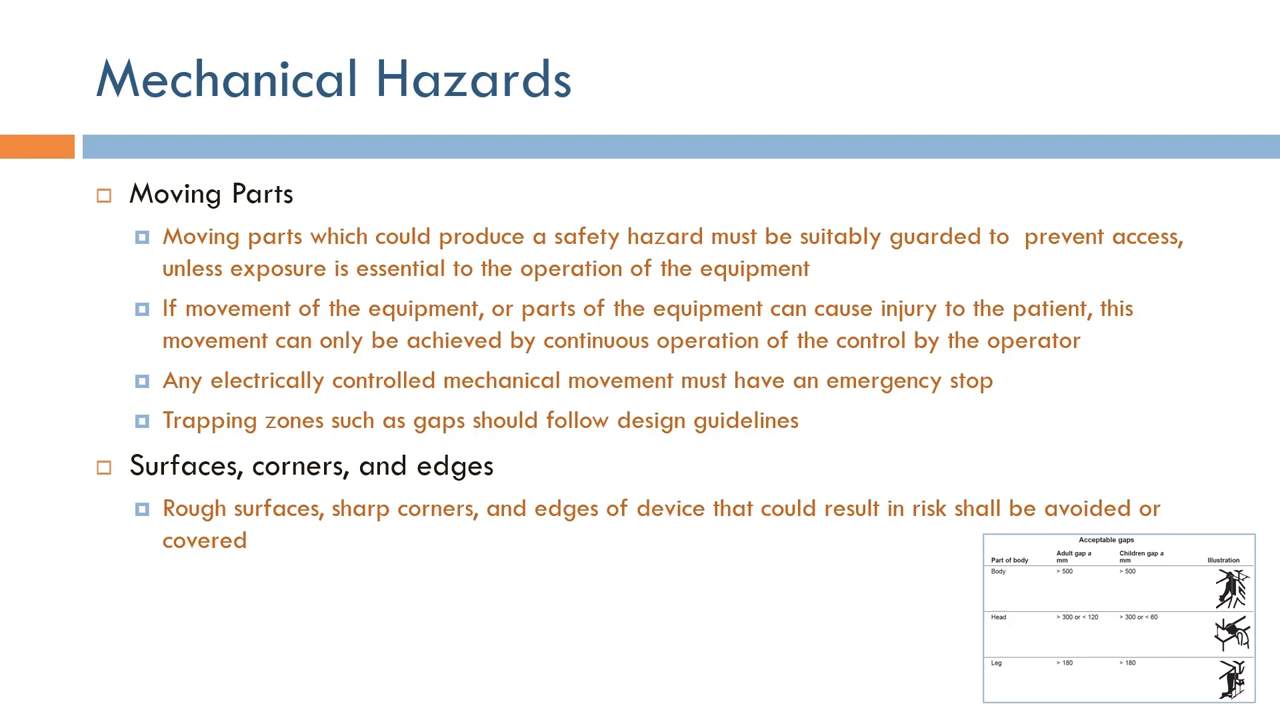 Mechanical Hazards
Moving Parts
Moving parts which could produce a safety hazard must be suitably guarded to  prevent access,
unless exposure is essential to the operation of the equipment
If movement of the equipment, or parts of the equipment can cause injury to the patient, this
movement can only be achieved by continuous operation of the control by the operator
Any electrically controlled mechanical movement must have an emergency stop
Trapping zones such as gaps should follow design guidelines
Surfaces, corners, and edges
Rough surfaces, sharp corners, and edges of device that could result in risk shall be avoided or
covered
Acceptable gaps
Part of body Adult gap a mm Children gap a mm Illustration
Body > 500 > 500
Head > 300 or < 120 > 300 or < 60
Leg > 180 > 180